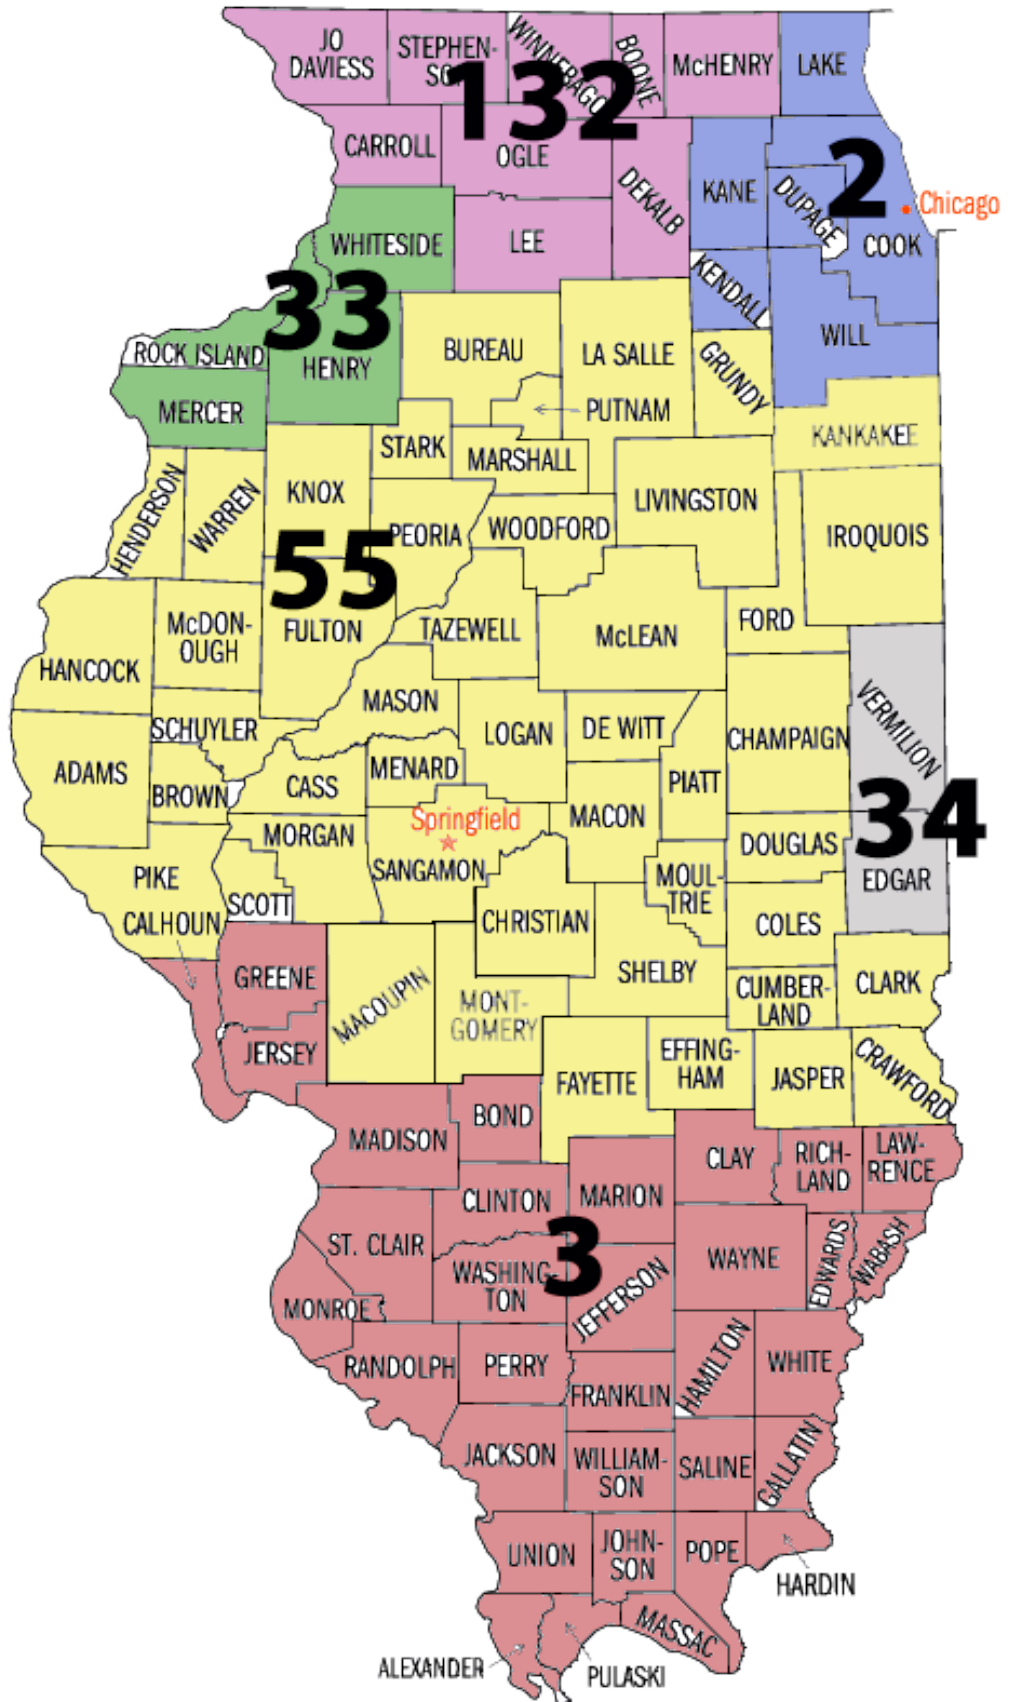 JO
DAVIESS
STEPHEN-
SON
WINNEBAGO
BOONE
McHENRY
LAKE
132
CARROLL
OGLE
DEKALB
KANE
DUPAGE
2
Chicago
COOK
WHITESIDE
LEE
33
KENDALL
WILL
ROCK ISLAND
HENRY
BUREAU
LA SALLE
GRUNDY
MERCER
PUTNAM
KANKAKEE
STARK
MARSHALL
HENDERSON
WARREN
KNOX
PEORIA
WOODFORD
LIVINGSTON
IROQUOIS
55
FULTON
TAZEWELL
McLEAN
FORD
HANCOCK
McDON-
OUGH
MASON
SCHUYLER
LOGAN
DE WITT
CHAMPAIGN
VERMILION
ADAMS
BROWN
CASS
MENARD
PIATT
MACON
34
Springfield
MORGAN
SANGAMON
DOUGLAS
EDGAR
PIKE
SCOTT
MOUL-
TRIE
CALHOUN
CHRISTIAN
COLES
GREENE
MACOUPIN
MONT-
GOMERY
SHELBY
CUMBER-
LAND
CLARK
JERSEY
FAYETTE
EFFING-
HAM
JASPER
CRAWFORD
MADISON
BOND
CLAY
RICH-
LAND
LAW-
RENCE
CLINTON
MARION
3
ST. CLAIR
WASHING-
TON
JEFFERSON
WAYNE
EDWARDS
WABASH
MONROE
RANDOLPH
PERRY
FRANKLIN
HAMILTON
WHITE
JACKSON
WILLIAM-
SON
SALINE
GALLATIN
UNION
JOHN-
SON
POPE
HARDIN
ALEXANDER
PULASKI
MASSAC